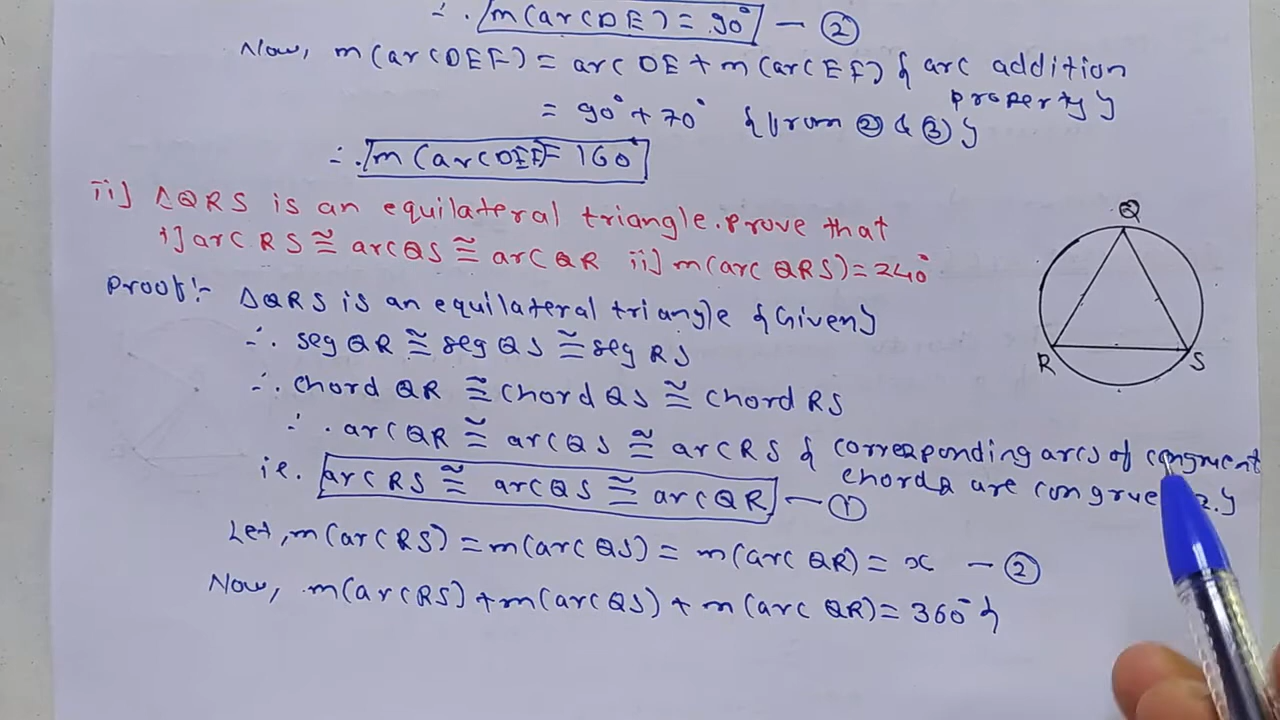 ∴ m(arc DE) = 90° — ②
Now, m(arc DEF) = arc DE + m(arc EF) { arc addition
property }
= 90° + 70° {from ② & ③}
∴ m(arc DEF) = 160°
ii] △QRS is an equilateral triangle. Prove that
i] arc RS ≅ arc QS ≅ arc QR ii] m(arc QRS) = 240°
Proof:- △QRS is an equilateral triangle {Given}
∴ seg QR ≅ seg QS ≅ seg RS
∴ chord QR ≅ chord QS ≅ chord RS
∴ arc QR ≅ arc QS ≅ arc RS { corresponding arcs of congruent
chords are
i.e. arc RS ≅ arc QS ≅ arc QR — ①
Let, m(arc RS) = m(arc QS) = m(arc QR) = x — ②
Now, m(arc RS) + m(arc QS) + m(arc QR) = 360° {
Q
R
S